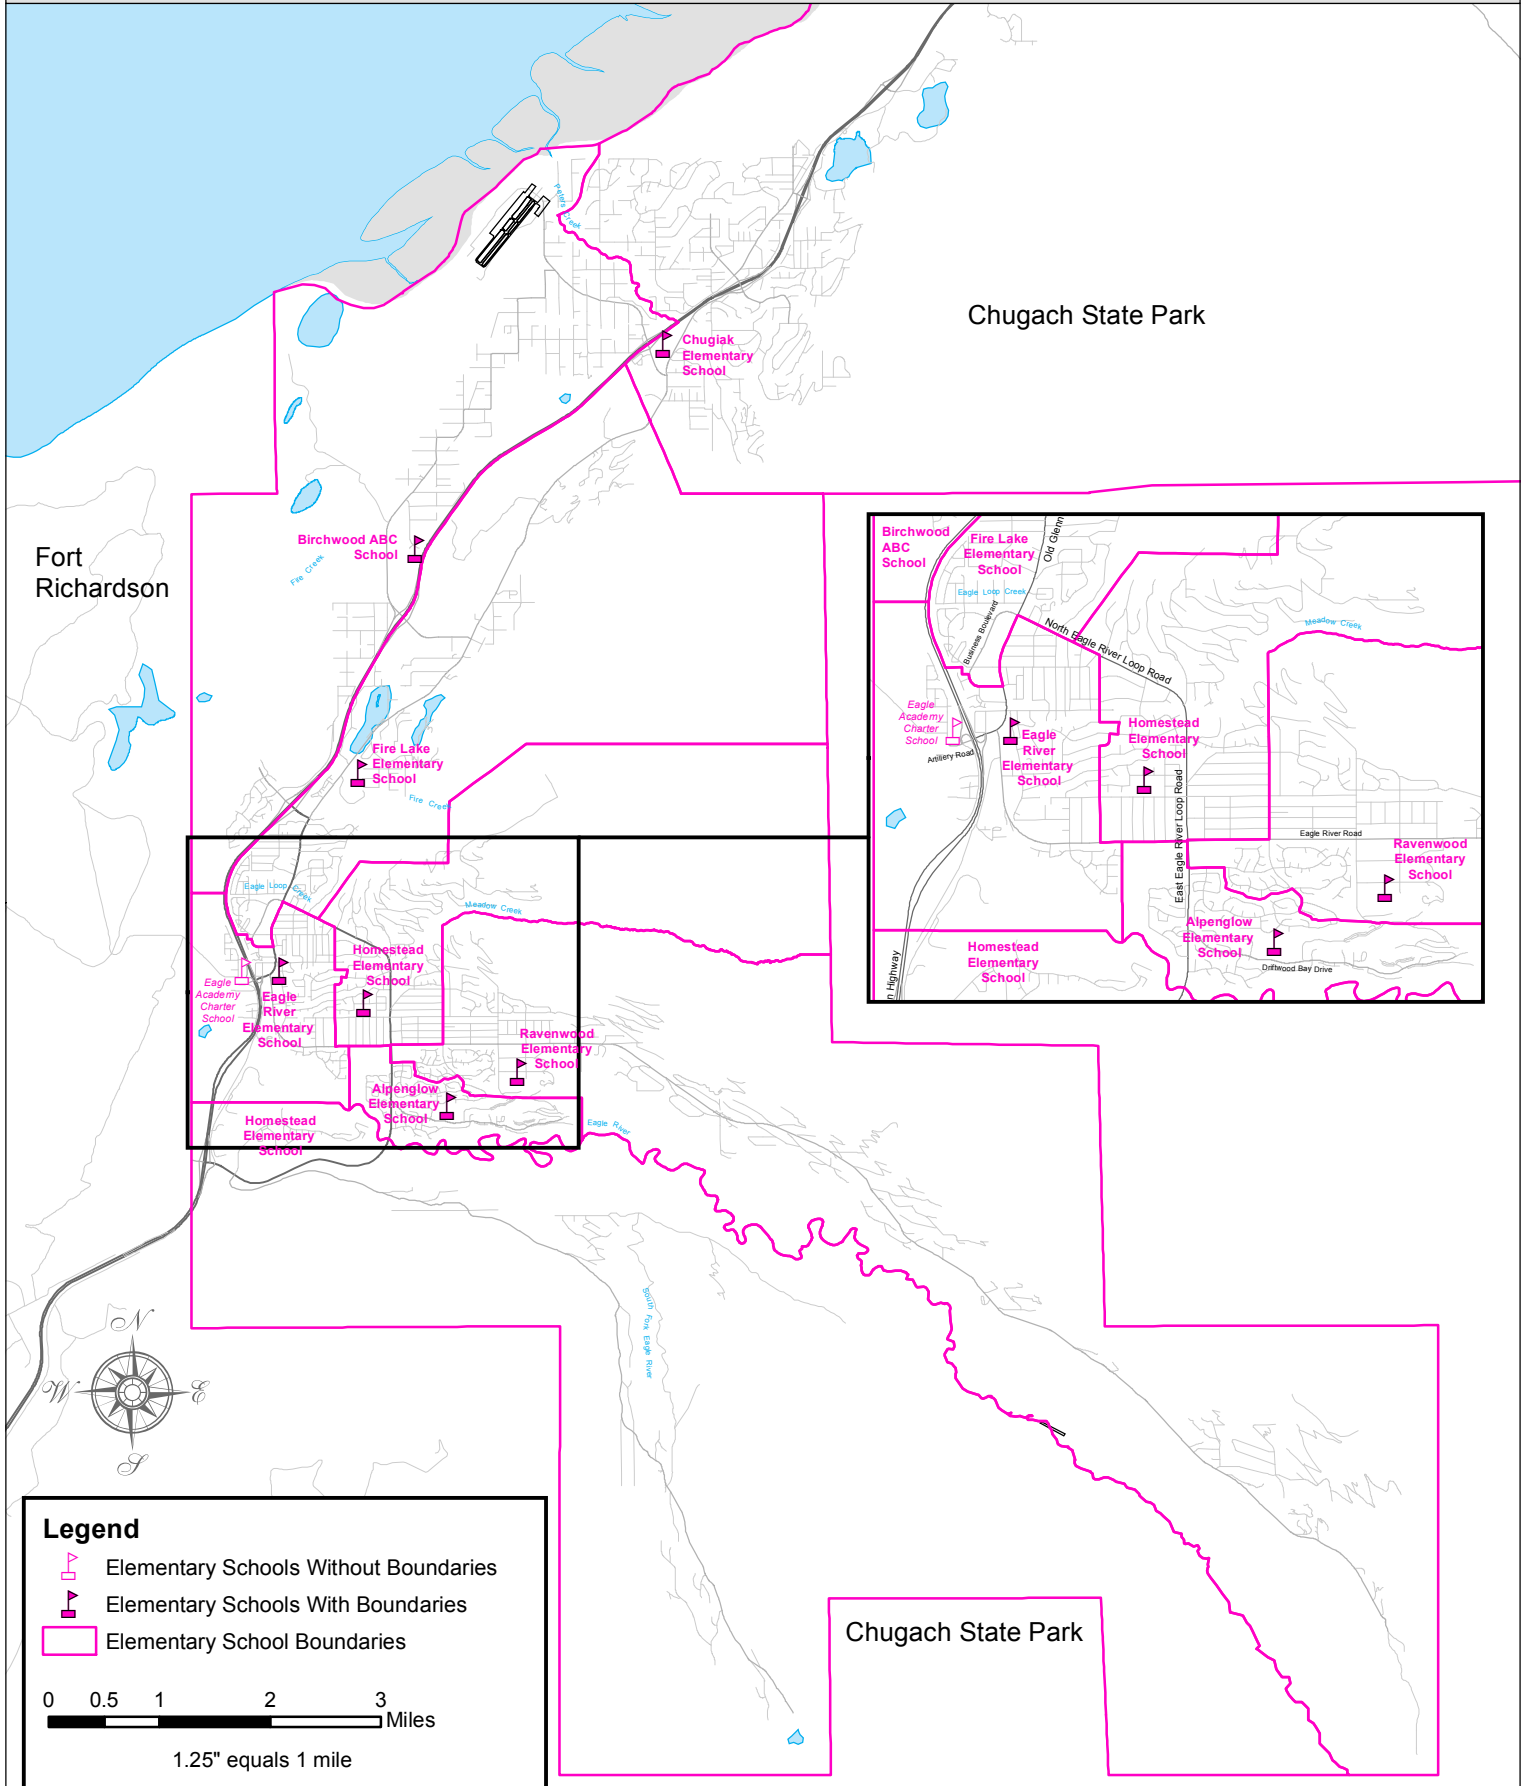 Peters Creek
Chugach State Park
Chugiak
Elementary
School
Birchwood ABC
School
Fort
Richardson
Fire Creek
Fire Lake
Elementary
School
Fire Creek
Eagle Loop Creek
Meadow Creek
Homestead
Elementary
School
Eagle
Academy
Charter
School
Eagle
River
Elementary
School
Ravenwood
Elementary
School
Alpenglow
Elementary
School
Homestead
Elementary
School
Eagle River
South Fork Eagle River
Birchwood
ABC
School
Fire Lake
Elementary
School
Old Glenn
Eagle Loop Creek
Business Boulevard
North Eagle River Loop Road
Meadow Creek
Eagle
Academy
Charter
School
Artillery Road
Eagle
River
Elementary
School
Homestead
Elementary
School
East Eagle River Loop Road
Eagle River Road
Ravenwood
Elementary
School
Alpenglow
Elementary
School
Driftwood Bay Drive
Homestead
Elementary
School
n Highway
N
W
E
S
Legend
Elementary Schools Without Boundaries
Elementary Schools With Boundaries
Elementary School Boundaries
0 0.5 1 2 3
Miles
1.25" equals 1 mile
Chugach State Park